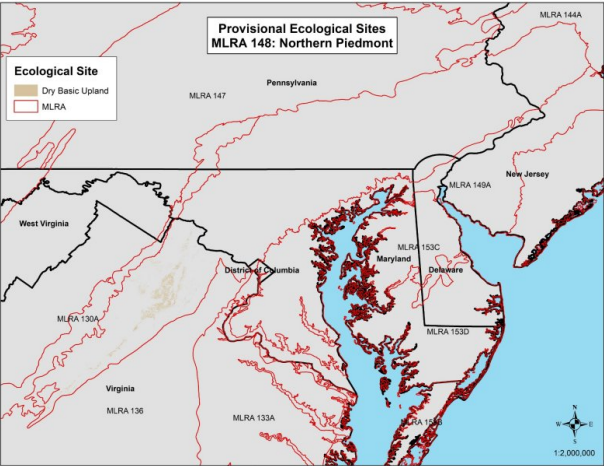 Provisional Ecological Sites
MLRA 148: Northern Piedmont
MLRA 144A
Ecological Site
Dry Basic Upland
MLRA
Pennsylvania
MLRA 147
New Jersey
MLRA 149A
West Virginia
MLRA 153C
Maryland
Delaware
District of Columbia
MLRA 130A
MLRA 153D
Virginia
MLRA 136
MLRA 133A
N
W E
S
1:2,000,000